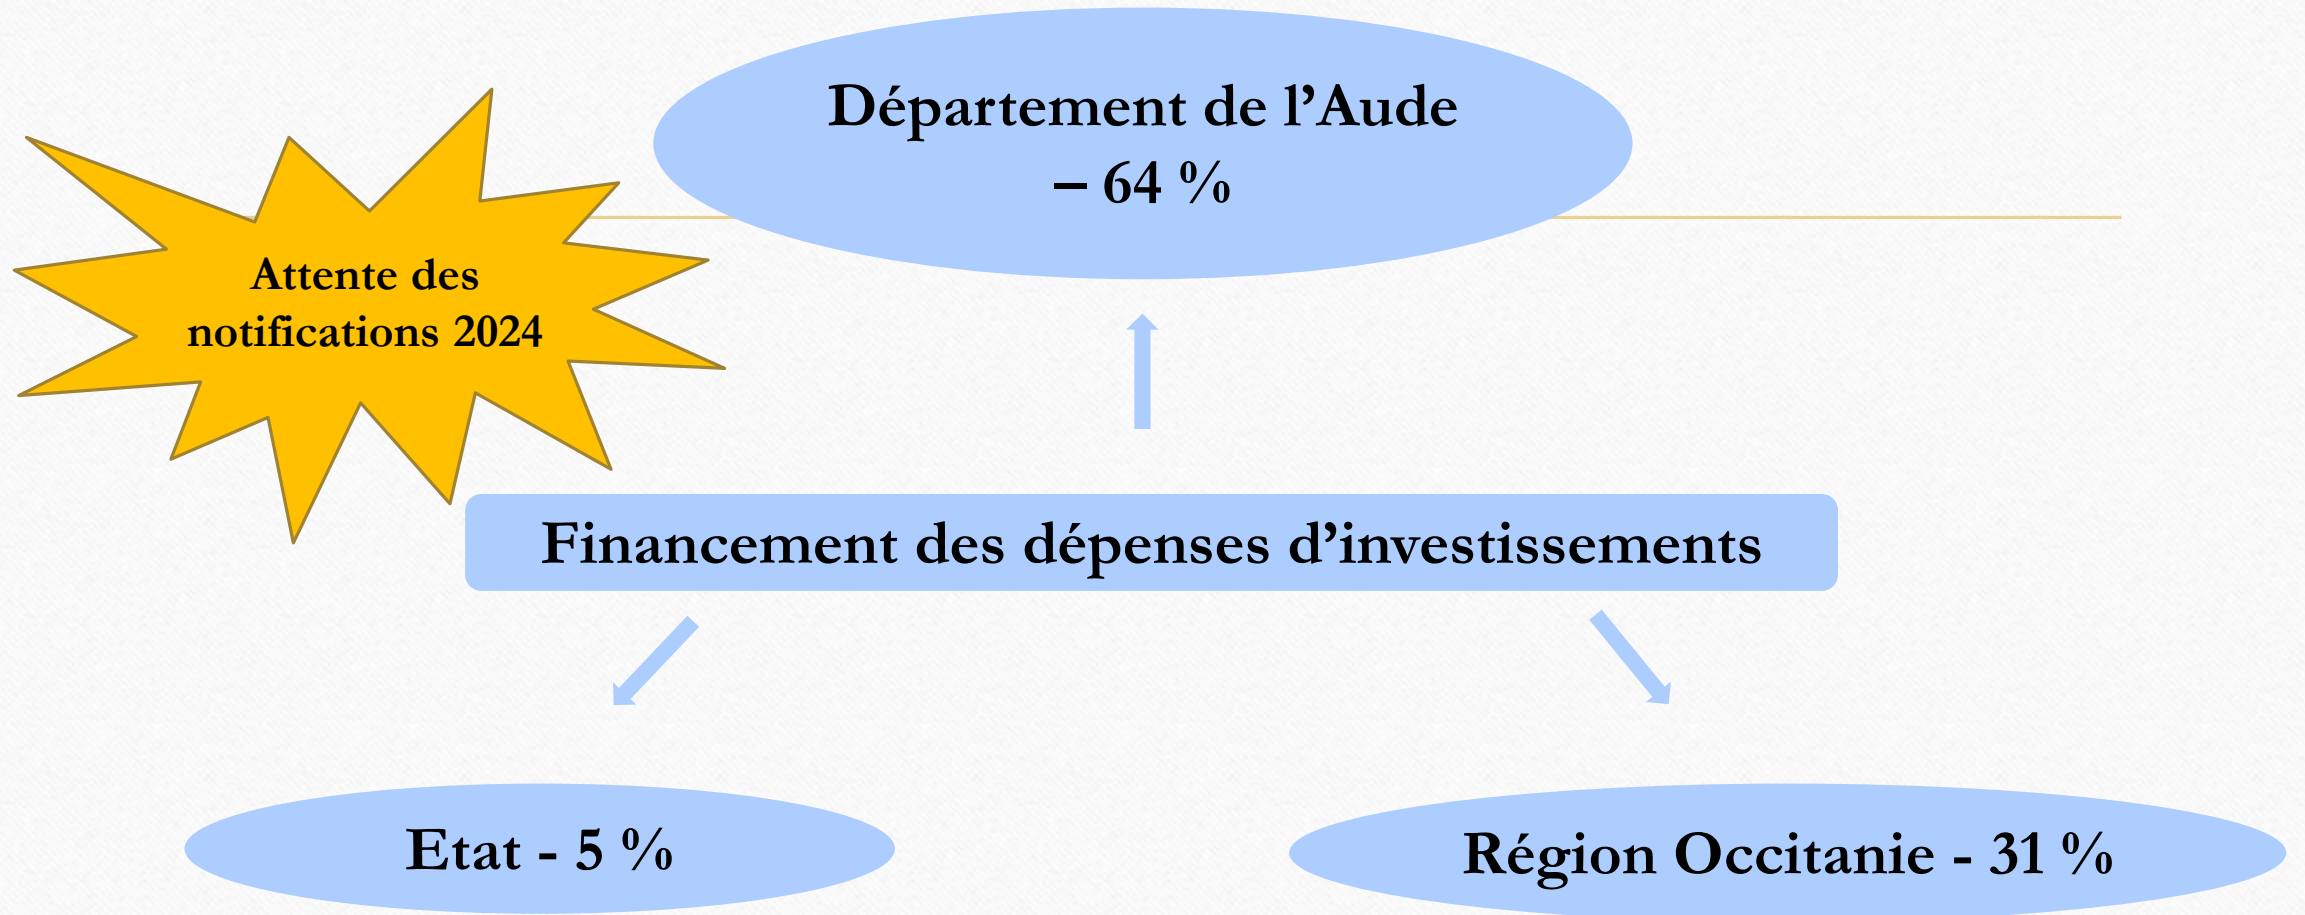 Département de l’Aude
– 64 %
Attente des
notifications 2024
Financement des dépenses d’investissements
Etat - 5 %
Région Occitanie - 31 %